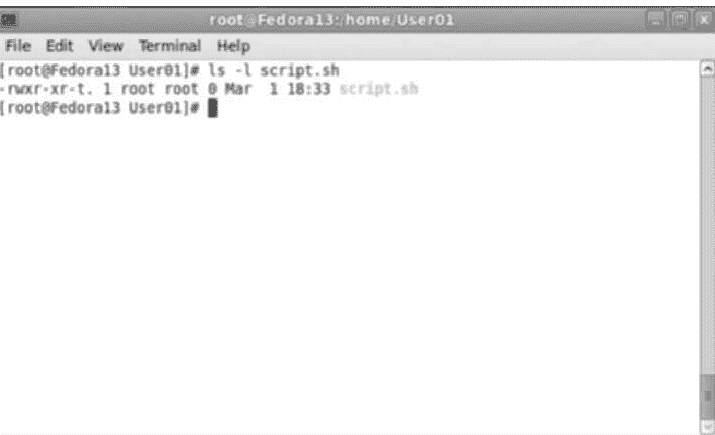 root@Fedora13:/home/User01
File Edit View Terminal Help
[root@Fedora13 User01]# ls -l script.sh
-rwxr-xr-t. 1 root root 0 Mar  1 18:33 script.sh
[root@Fedora13 User01]#